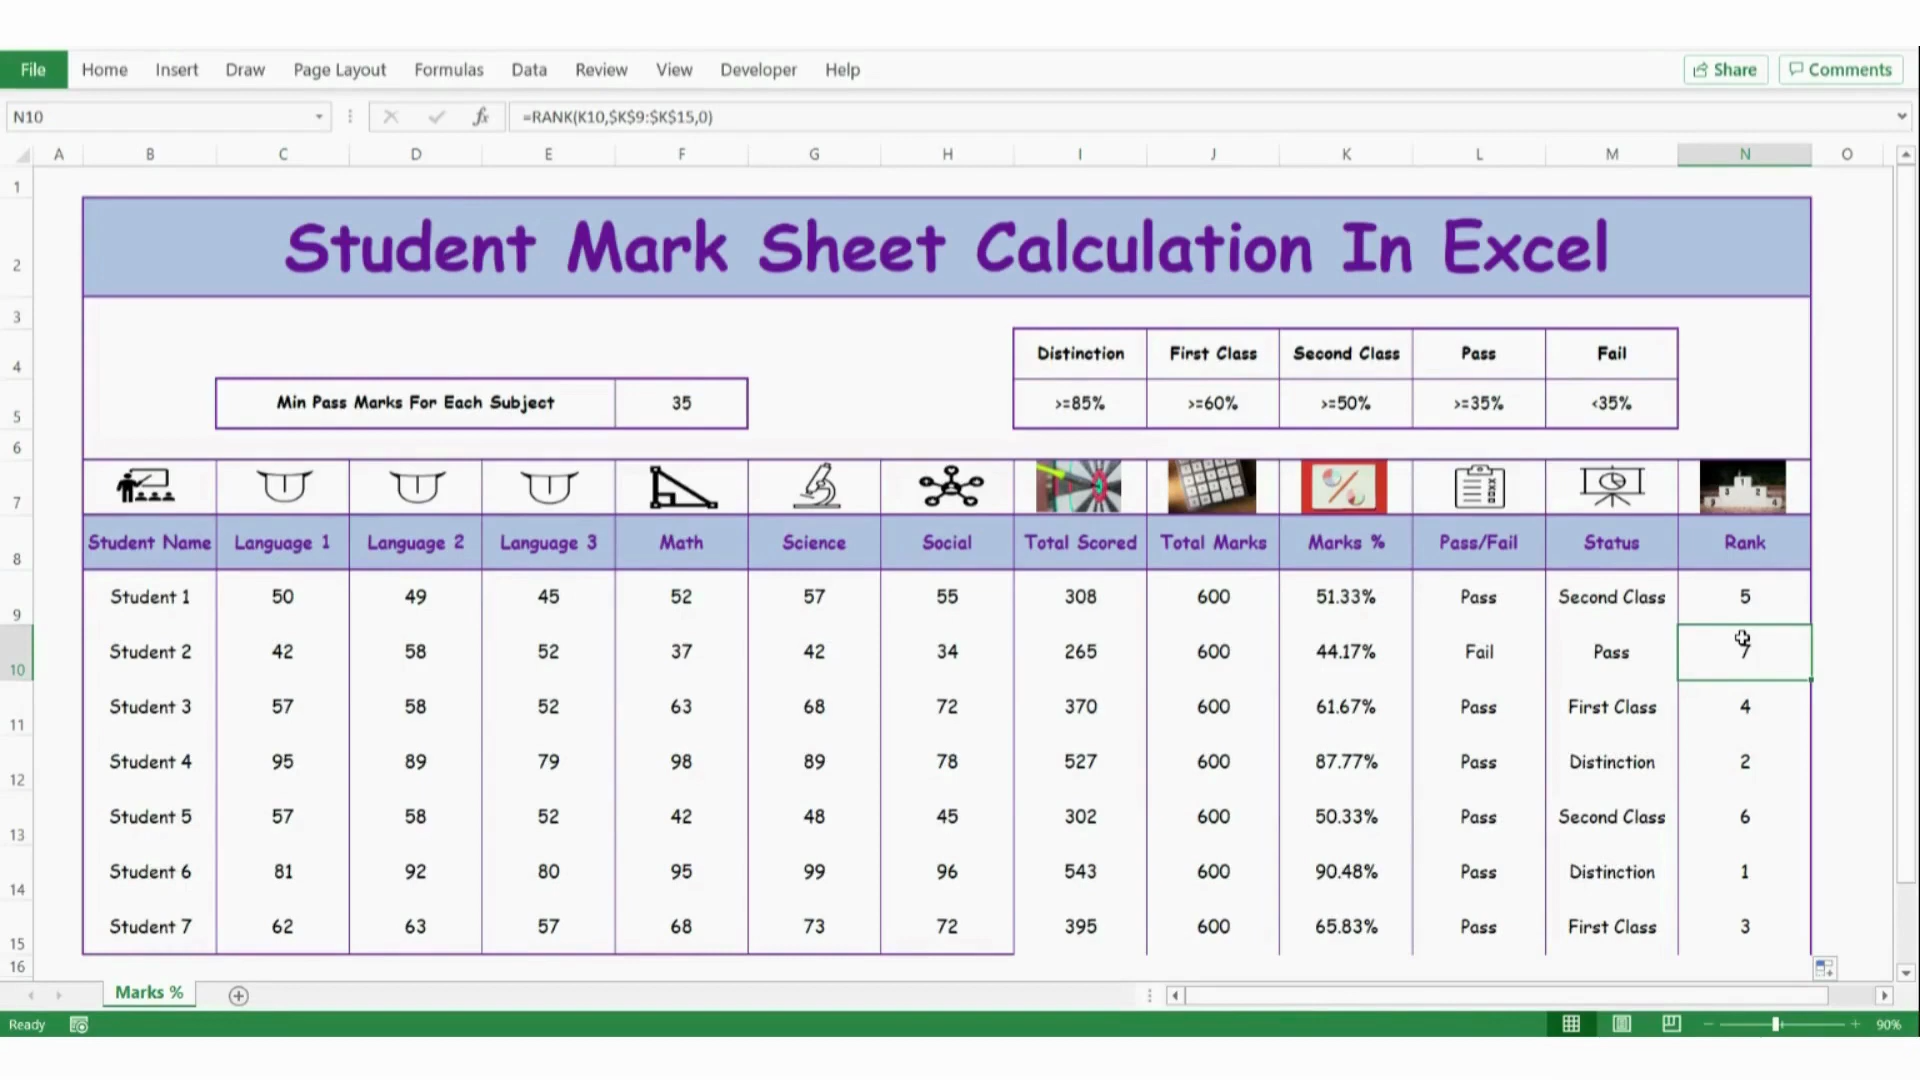 File Home Insert Draw Page Layout Formulas Data Review View Developer Help Share Comments
N10 fx =RANK(K10,$K$9:$K$15,0)
A B C D E F G H I J K L M N O
1
2 Student Mark Sheet Calculation In Excel
3
4 Distinction First Class Second Class Pass Fail
5 Min Pass Marks For Each Subject 35 >=85% >=60% >=50% >=35% <35%
6
7
8 Student Name Language 1 Language 2 Language 3 Math Science Social Total Scored Total Marks Marks % Pass/Fail Status Rank
9 Student 1 50 49 45 52 57 55 308 600 51.33% Pass Second Class 5
10 Student 2 42 58 52 37 42 34 265 600 44.17% Fail Pass 7
11 Student 3 57 58 52 63 68 72 370 600 61.67% Pass First Class 4
12 Student 4 95 89 79 98 89 78 527 600 87.77% Pass Distinction 2
13 Student 5 57 58 52 42 48 45 302 600 50.33% Pass Second Class 6
14 Student 6 81 92 80 95 99 96 543 600 90.48% Pass Distinction 1
15 Student 7 62 63 57 68 73 72 395 600 65.83% Pass First Class 3
16
Marks %
Ready 90%